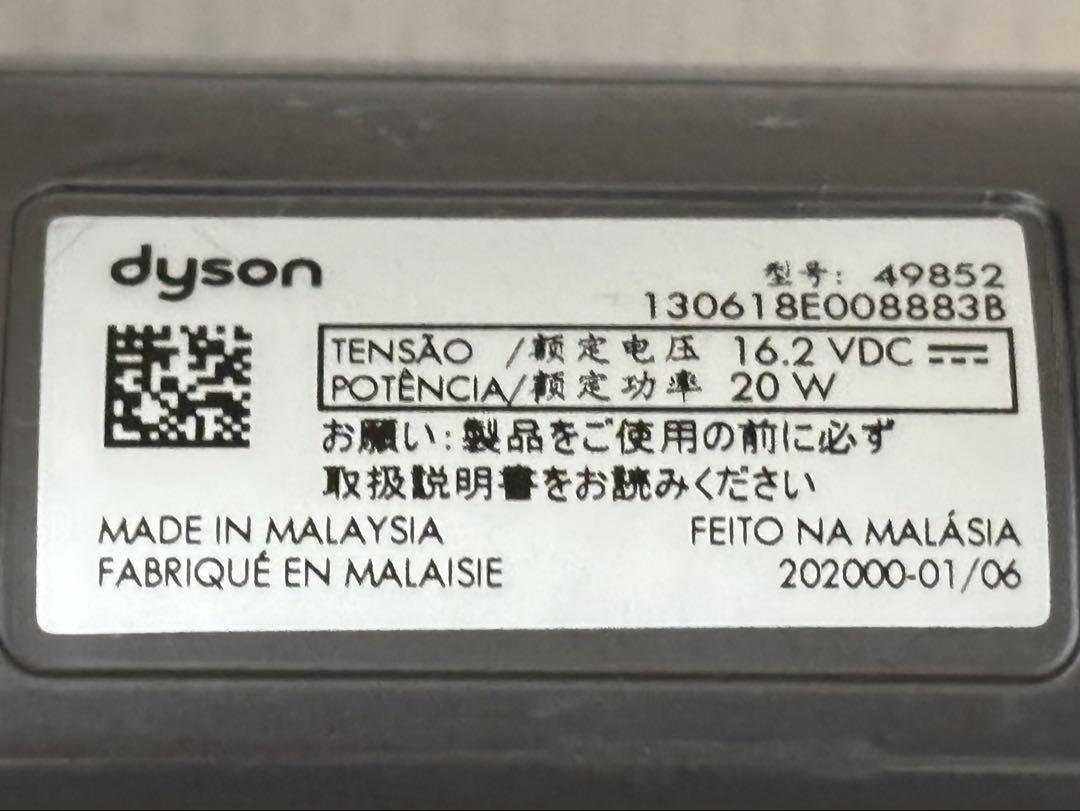 dyson
型号: 49852
130618E008883B
TENSÃO /额定电压 16.2 VDC
POTÊNCIA/额定功率 20 W
お願い:製品をご使用の前に必ず
取扱説明書をお読みください
MADE IN MALAYSIA
FABRIQUÉ EN MALAISIE
FEITO NA MALÁSIA
202000-01/06